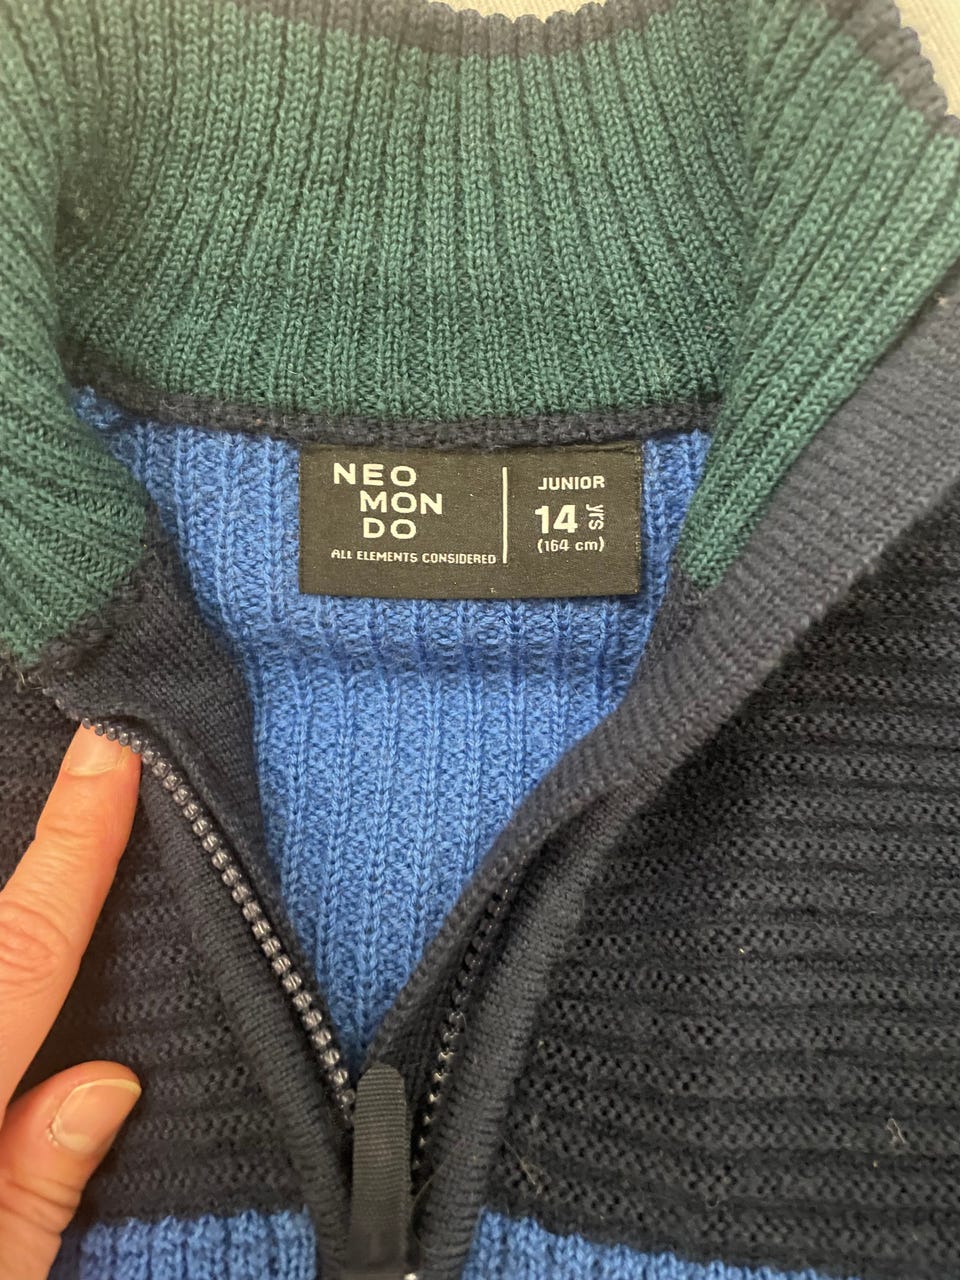 NEO
MON
DO
ALL ELEMENTS CONSIDERED
JUNIOR
14 yrs
(164 cm)